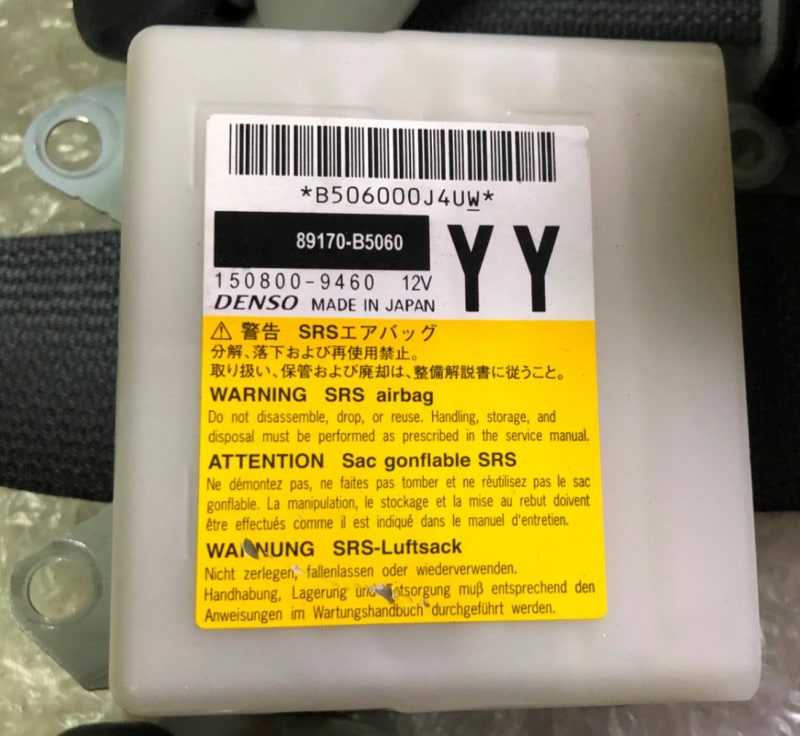 *B506000J4UW*
89170-B5060
YY
150800-9460 12V
DENSO MADE IN JAPAN
⚠ 警告 SRSエアバッグ
分解、落下および再使用禁止。
取り扱い、保管および廃却は、整備解説書に従うこと。
WARNING SRS airbag
Do not disassemble, drop, or reuse. Handling, storage, and
disposal must be performed as prescribed in the service manual.
ATTENTION Sac gonflable SRS
Ne démontez pas, ne faites pas tomber et ne réutilisez pas le sac
gonflable. La manipulation, le stockage et la mise au rebut doivent
être effectués comme il est indiqué dans le manuel d'entretien.
WARNUNG SRS-Luftsack
Nicht zerlegen, fallenlassen oder wiederverwenden.
Handhabung, Lagerung und Entsorgung muß entsprechend den
Anweisungen im Wartungshandbuch durchgeführt werden.